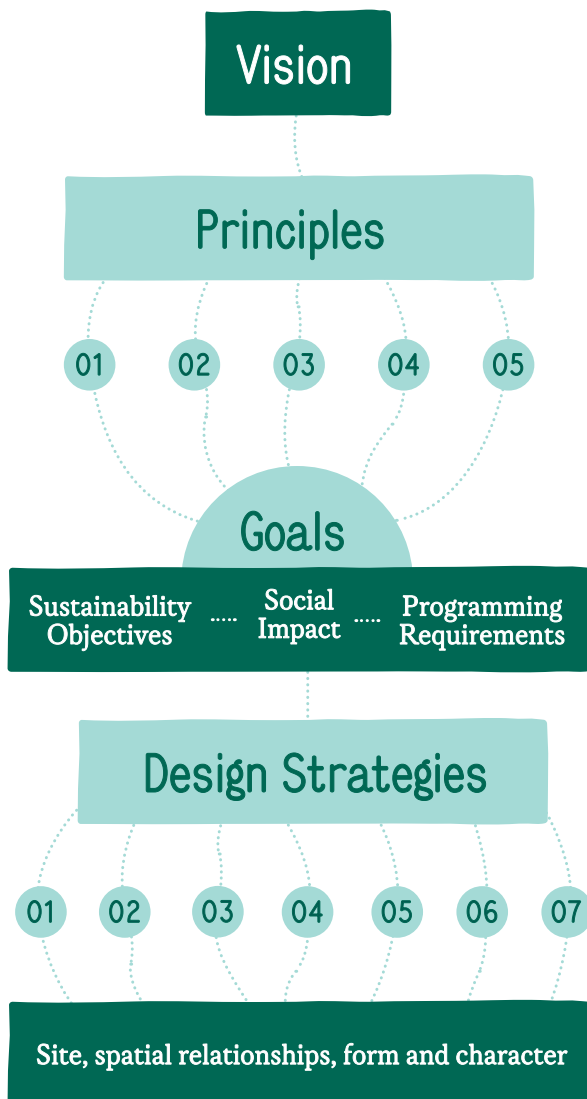 Vision
Principles
01 02 03 04 05
Goals
Sustainability Objectives ..... Social Impact ..... Programming Requirements
Design Strategies
01 02 03 04 05 06 07
Site, spatial relationships, form and character